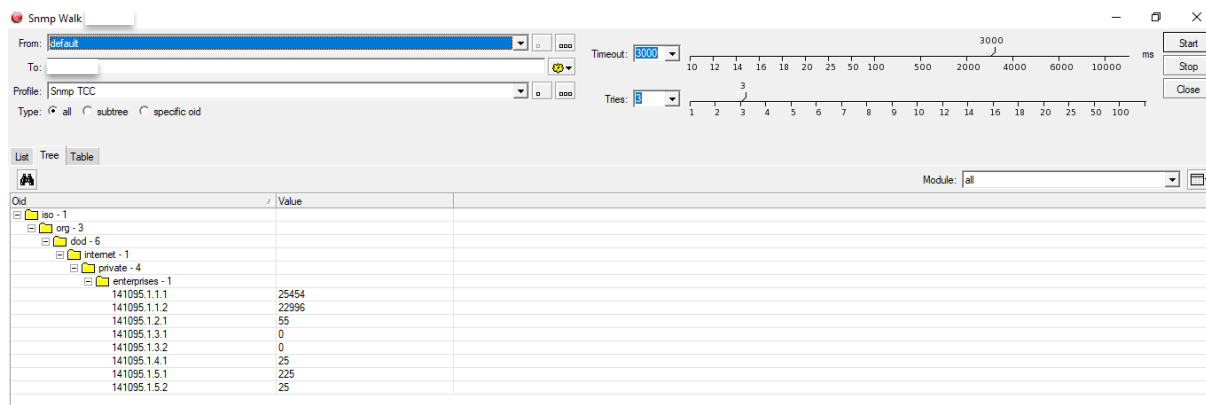 Snmp Walk
From: default
To:
Profile: Snmp TCC
Type: all subtree specific oid
Timeout: 3000
3000
10 12 14 16 18 20 25 50 100 500 2000 4000 6000 10000
ms
Tries: 3
3
1 2 3 4 5 6 7 8 9 10 12 14 16 18 20 25 50 100
Start
Stop
Close
List Tree Table
Module: all
Oid Value
iso - 1
org - 3
dod - 6
internet - 1
private - 4
enterprises - 1
141095.1.1.1 25454
141095.1.1.2 22996
141095.1.2.1 55
141095.1.3.1 0
141095.1.3.2 0
141095.1.4.1 25
141095.1.5.1 225
141095.1.5.2 25